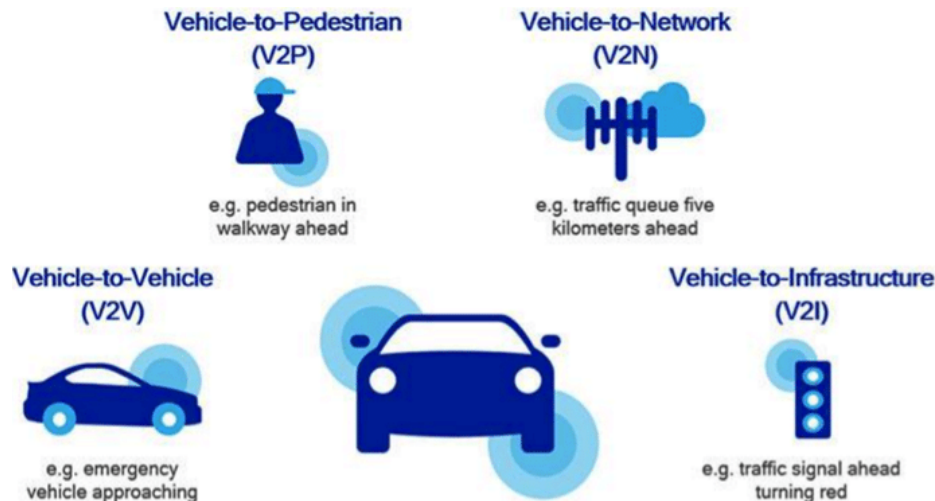 Vehicle-to-Pedestrian
(V2P)
e.g. pedestrian in
walkway ahead
Vehicle-to-Network
(V2N)
e.g. traffic queue five
kilometers ahead
Vehicle-to-Vehicle
(V2V)
e.g. emergency
vehicle approaching
Vehicle-to-Infrastructure
(V2I)
e.g. traffic signal ahead
turning red